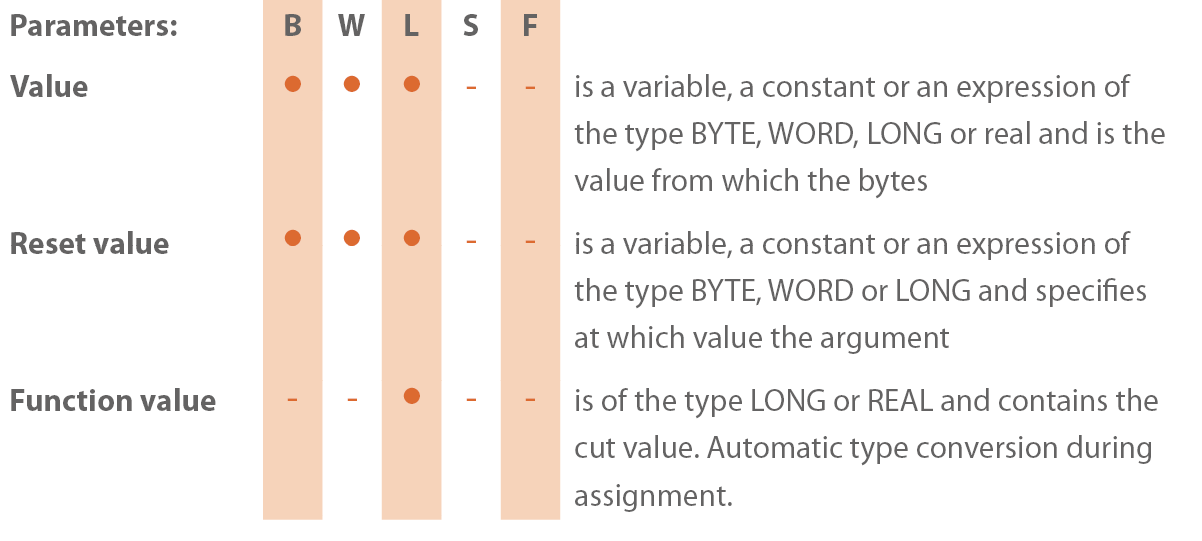 Parameters: B W L S F
Value ● ● ● - - is a variable, a constant or an expression of
the type BYTE, WORD, LONG or real and is the
value from which the bytes
Reset value ● ● ● - - is a variable, a constant or an expression of
the type BYTE, WORD or LONG and specifies
at which value the argument
Function value - - ● - - is of the type LONG or REAL and contains the
cut value. Automatic type conversion during
assignment.